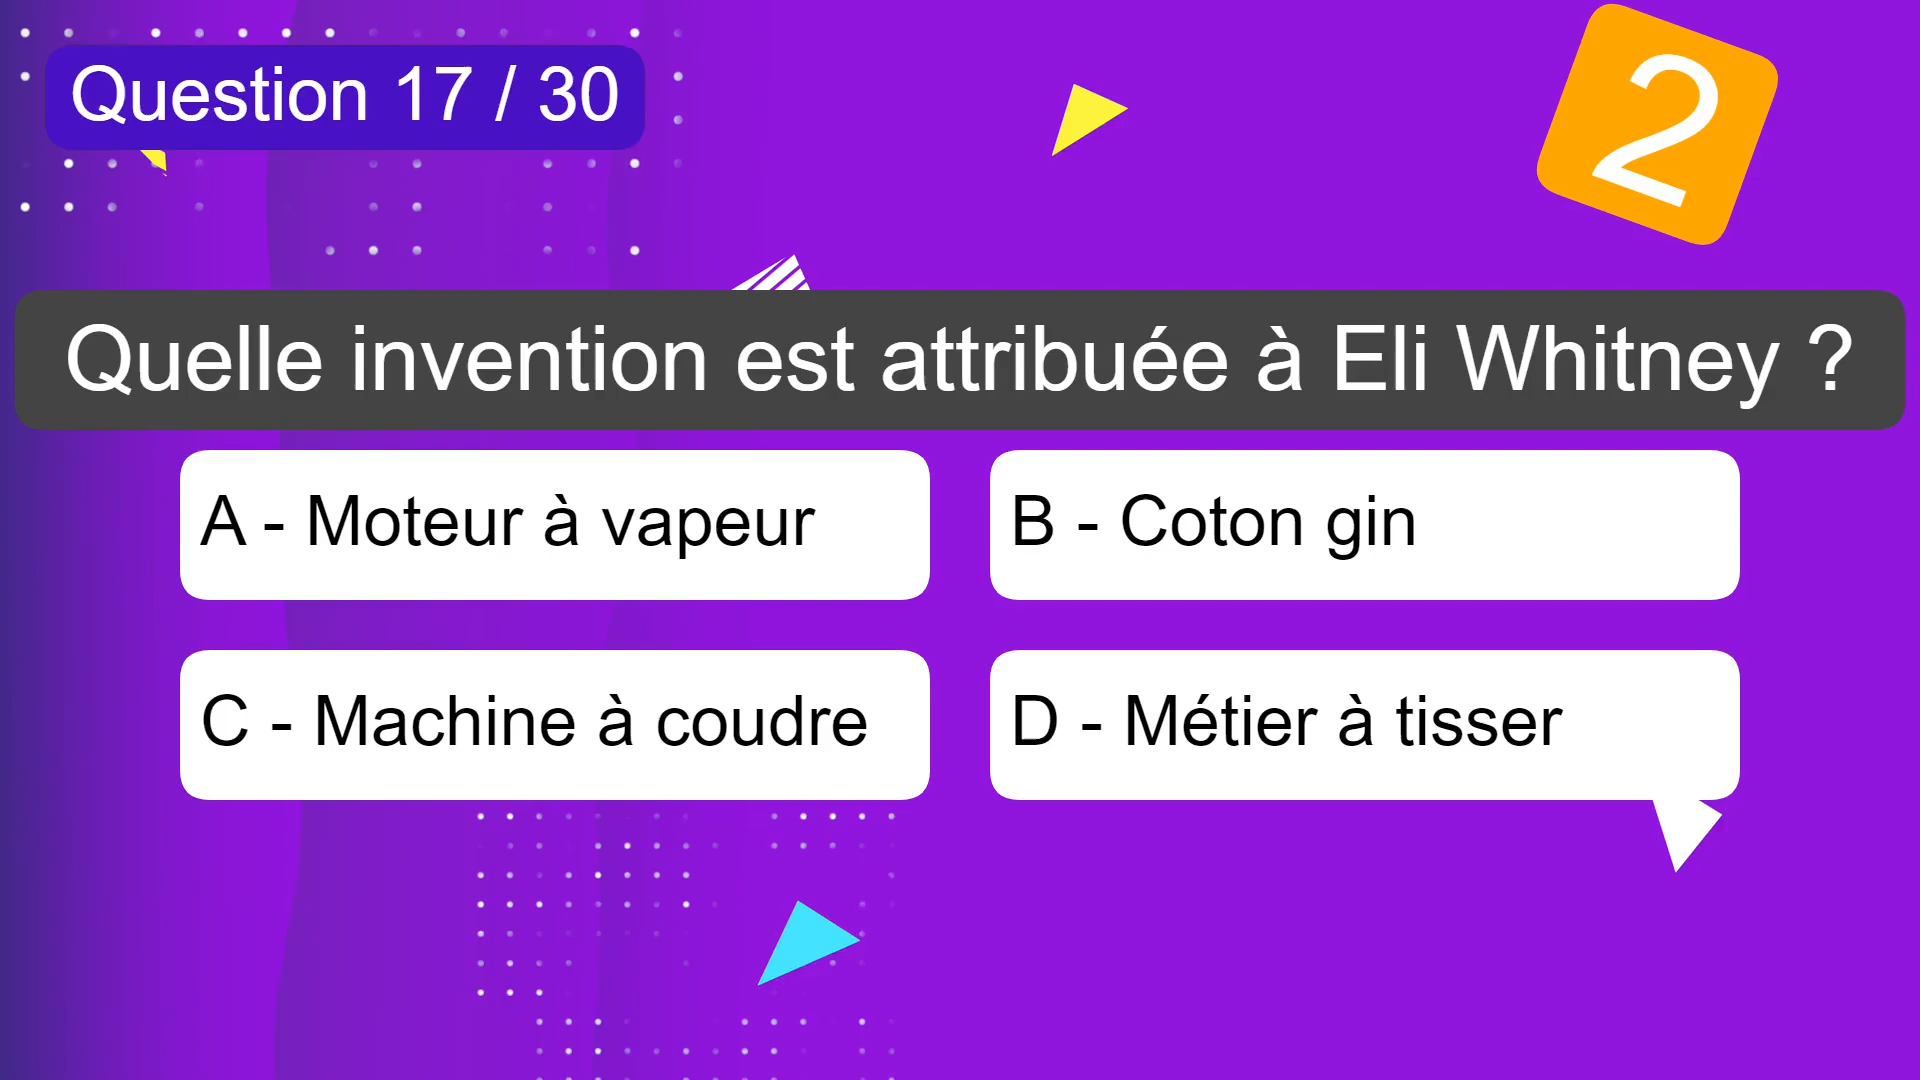 Question 17 / 30
2
Quelle invention est attribuée à Eli Whitney ?
A - Moteur à vapeur
B - Coton gin
C - Machine à coudre
D - Métier à tisser